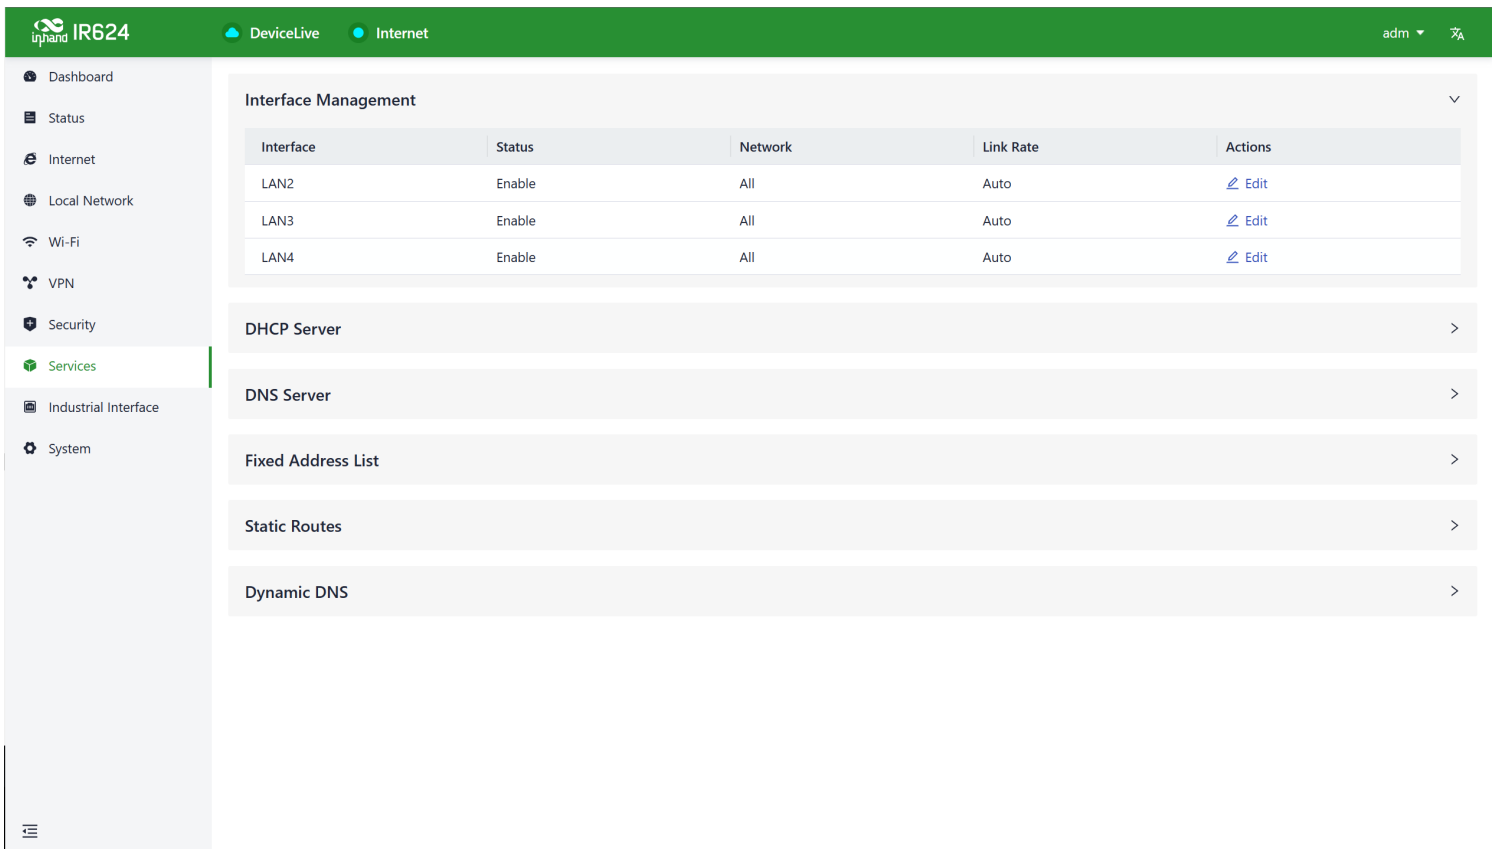 inhand IR624
DeviceLive Internet
adm
Dashboard
Status
Internet
Local Network
Wi-Fi
VPN
Security
Services
Industrial Interface
System
Interface Management
Interface Status Network Link Rate Actions
LAN2 Enable All Auto Edit
LAN3 Enable All Auto Edit
LAN4 Enable All Auto Edit
DHCP Server
DNS Server
Fixed Address List
Static Routes
Dynamic DNS